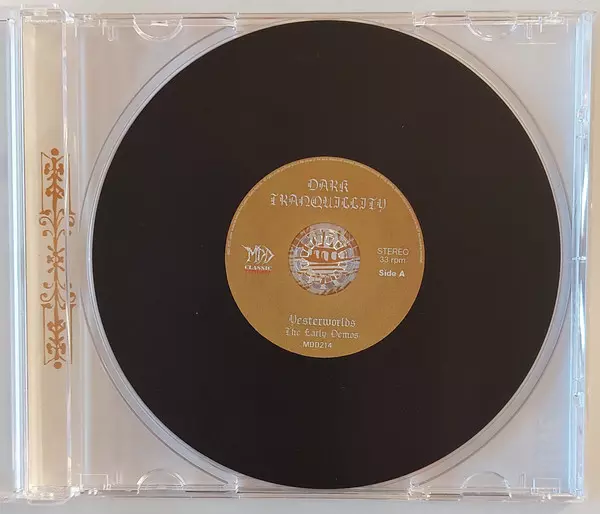 DARK
TRANQUILLITY
MDD
CLASSIC
STEREO
33 rpm
Side A
Yesterworlds
The Early Demos
MDD214